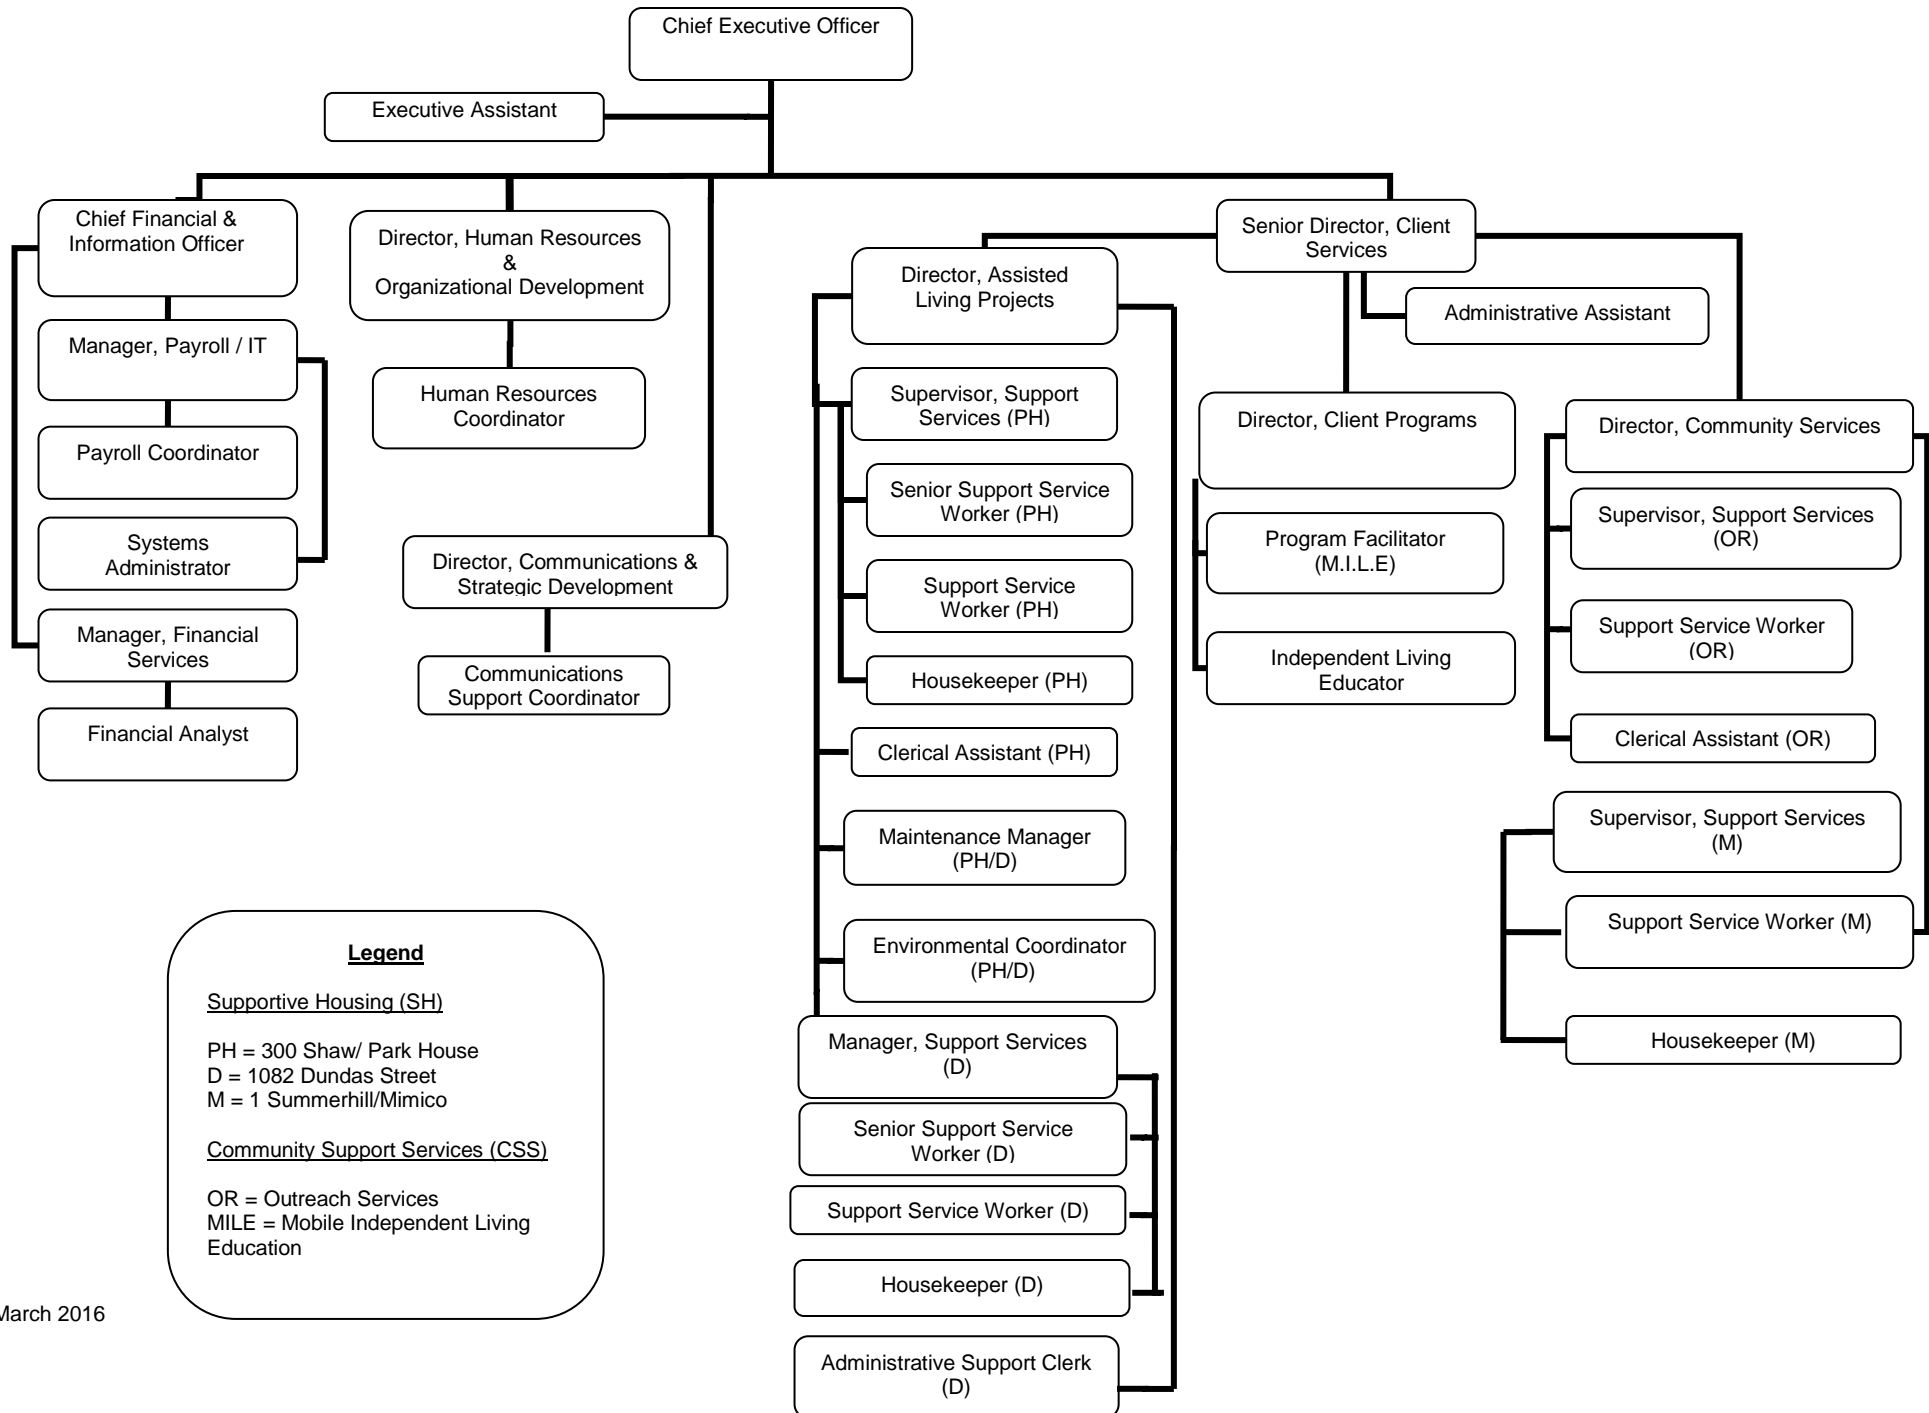 Chief Executive Officer
Executive Assistant
Chief Financial &
Information Officer
Manager, Payroll / IT
Payroll Coordinator
Systems
Administrator
Manager, Financial
Services
Financial Analyst
Director, Human Resources
&
Organizational Development
Human Resources
Coordinator
Director, Communications &
Strategic Development
Communications
Support Coordinator
Senior Director, Client
Services
Administrative Assistant
Director, Assisted
Living Projects
Supervisor, Support
Services (PH)
Senior Support Service
Worker (PH)
Support Service
Worker (PH)
Housekeeper (PH)
Clerical Assistant (PH)
Maintenance Manager
(PH/D)
Environmental Coordinator
(PH/D)
Manager, Support Services
(D)
Senior Support Service
Worker (D)
Support Service Worker (D)
Housekeeper (D)
Administrative Support Clerk
(D)
Director, Client Programs
Program Facilitator
(M.I.L.E)
Independent Living
Educator
Director, Community Services
Supervisor, Support Services
(OR)
Support Service Worker
(OR)
Clerical Assistant (OR)
Supervisor, Support Services
(M)
Support Service Worker (M)
Housekeeper (M)
Legend
Supportive Housing (SH)
PH = 300 Shaw/ Park House
D = 1082 Dundas Street
M = 1 Summerhill/Mimico
Community Support Services (CSS)
OR = Outreach Services
MILE = Mobile Independent Living
Education
March 2016